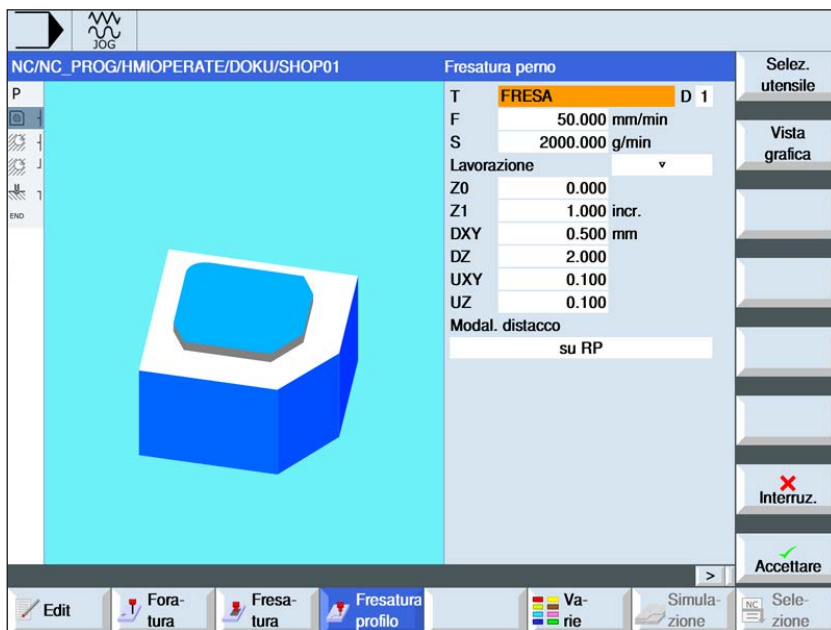 JOG
NC/NC_PROG/HMIOPERATE/DOKU/SHOP01
Fresatura perno
P
END
T FRESA D 1
F 50.000 mm/min
S 2000.000 g/min
Lavorazione ▿
Z0 0.000
Z1 1.000 incr.
DXY 0.500 mm
DZ 2.000
UXY 0.100
UZ 0.100
Modal. distacco
su RP
Selez.
utensile
Vista
grafica
Interruz.
Accettare
>
Edit
Fora-
tura
Fresa-
tura
Fresatura
profilo
Va-
rie
Simula-
zione
NC
Sele-
zione